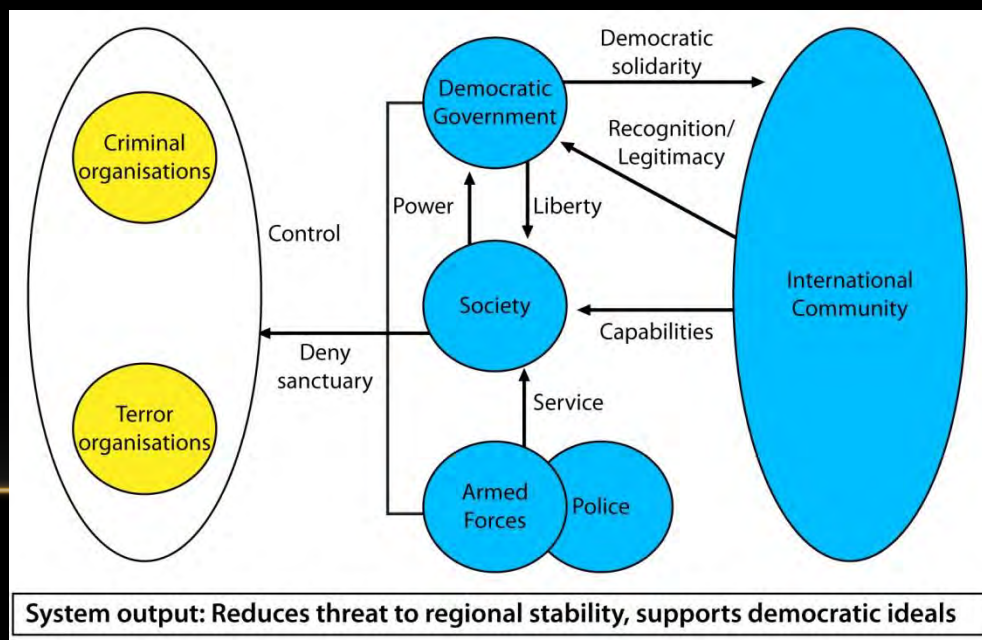 Criminal
organisations
Terror
organisations
Control
Deny
sanctuary
Democratic
Government
Power
Liberty
Society
Service
Armed
Forces
Police
Democratic
solidarity
Recognition/
Legitimacy
Capabilities
International
Community
System output: Reduces threat to regional stability, supports democratic ideals